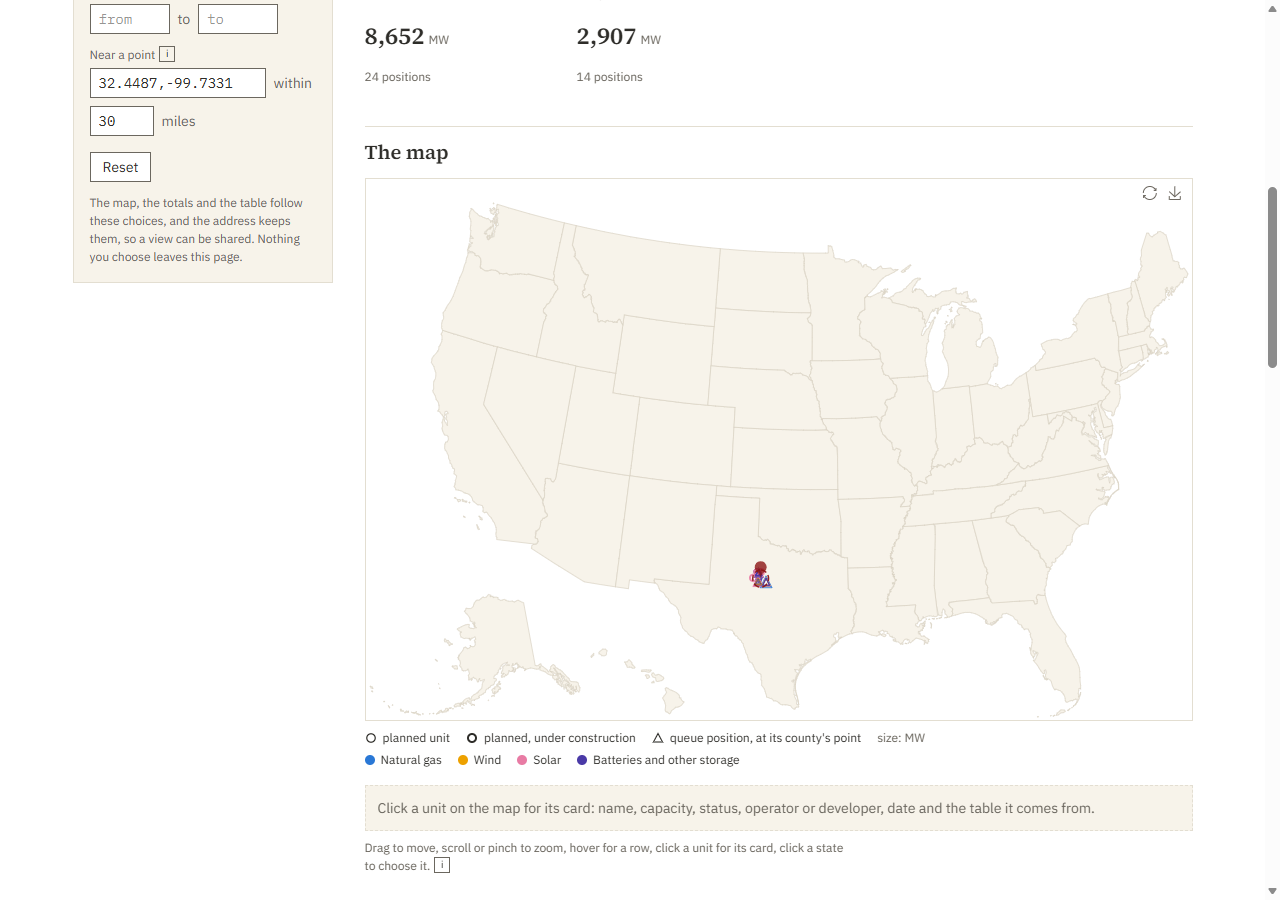 from to to
Near a point i
32.4487,-99.7331 within
30 miles
Reset
The map, the totals and the table follow
these choices, and the address keeps
them, so a view can be shared. Nothing
you choose leaves this page.
8,652 MW
24 positions
2,907 MW
14 positions
The map
planned unit
planned, under construction
queue position, at its county's point
size: MW
Natural gas
Wind
Solar
Batteries and other storage
Click a unit on the map for its card: name, capacity, status, operator or developer, date and the table it comes from.
Drag to move, scroll or pinch to zoom, hover for a row, click a unit for its card, click a state
to choose it. i